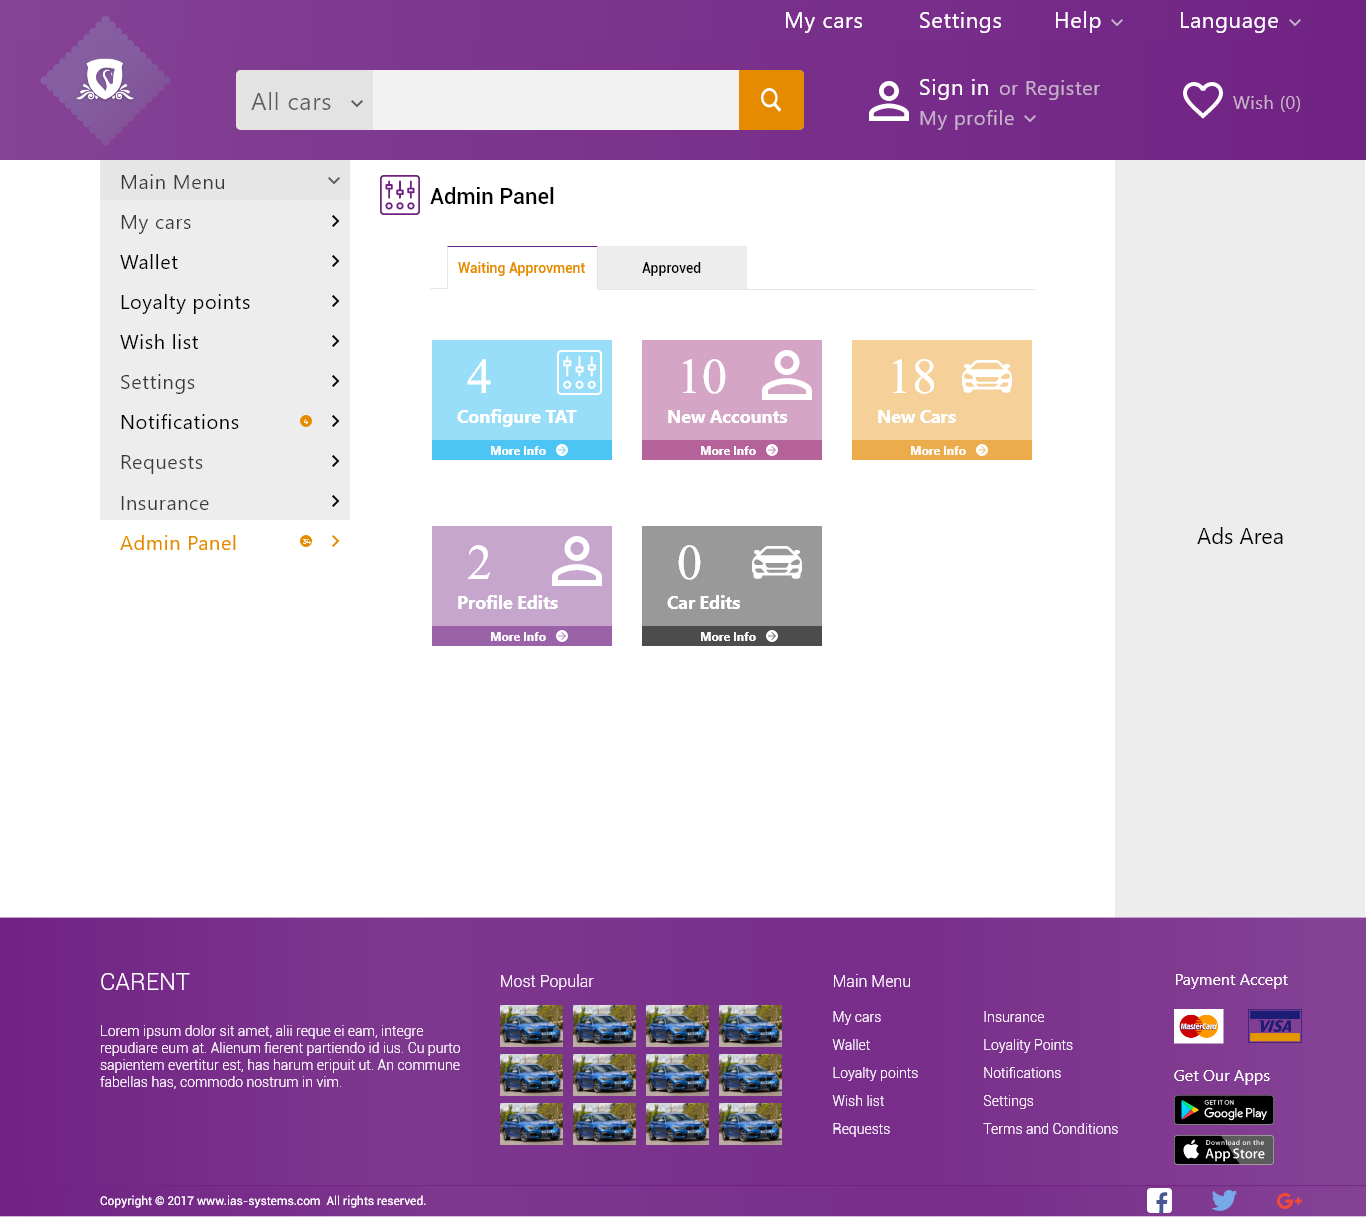 My cars Settings Help Language
All cars
Sign in or Register
My profile
Wish (0)
Main Menu
My cars
Wallet
Loyalty points
Wish list
Settings
Notifications 4
Requests
Insurance
Admin Panel 34
Admin Panel
Waiting Approvment Approved
4
Configure TAT
More Info
10
New Accounts
More Info
18
New Cars
More Info
2
Profile Edits
More Info
0
Car Edits
More Info
Ads Area
CARENT
Lorem ipsum dolor sit amet, alii reque ei eam, integre
repudiare eum at. Alienum fierent partiendo id ius. Cu purto
sapientem evertitur est, has harum eripuit ut. An commune
fabellas has, commodo nostrum in vim.
Most Popular
Main Menu
My cars
Wallet
Loyalty points
Wish list
Requests
Insurance
Loyality Points
Notifications
Settings
Terms and Conditions
Payment Accept
MasterCard VISA
Get Our Apps
GET IT ON
Google Play
Download on the
App Store
Copyright © 2017 www.ias-systems.com All rights reserved.